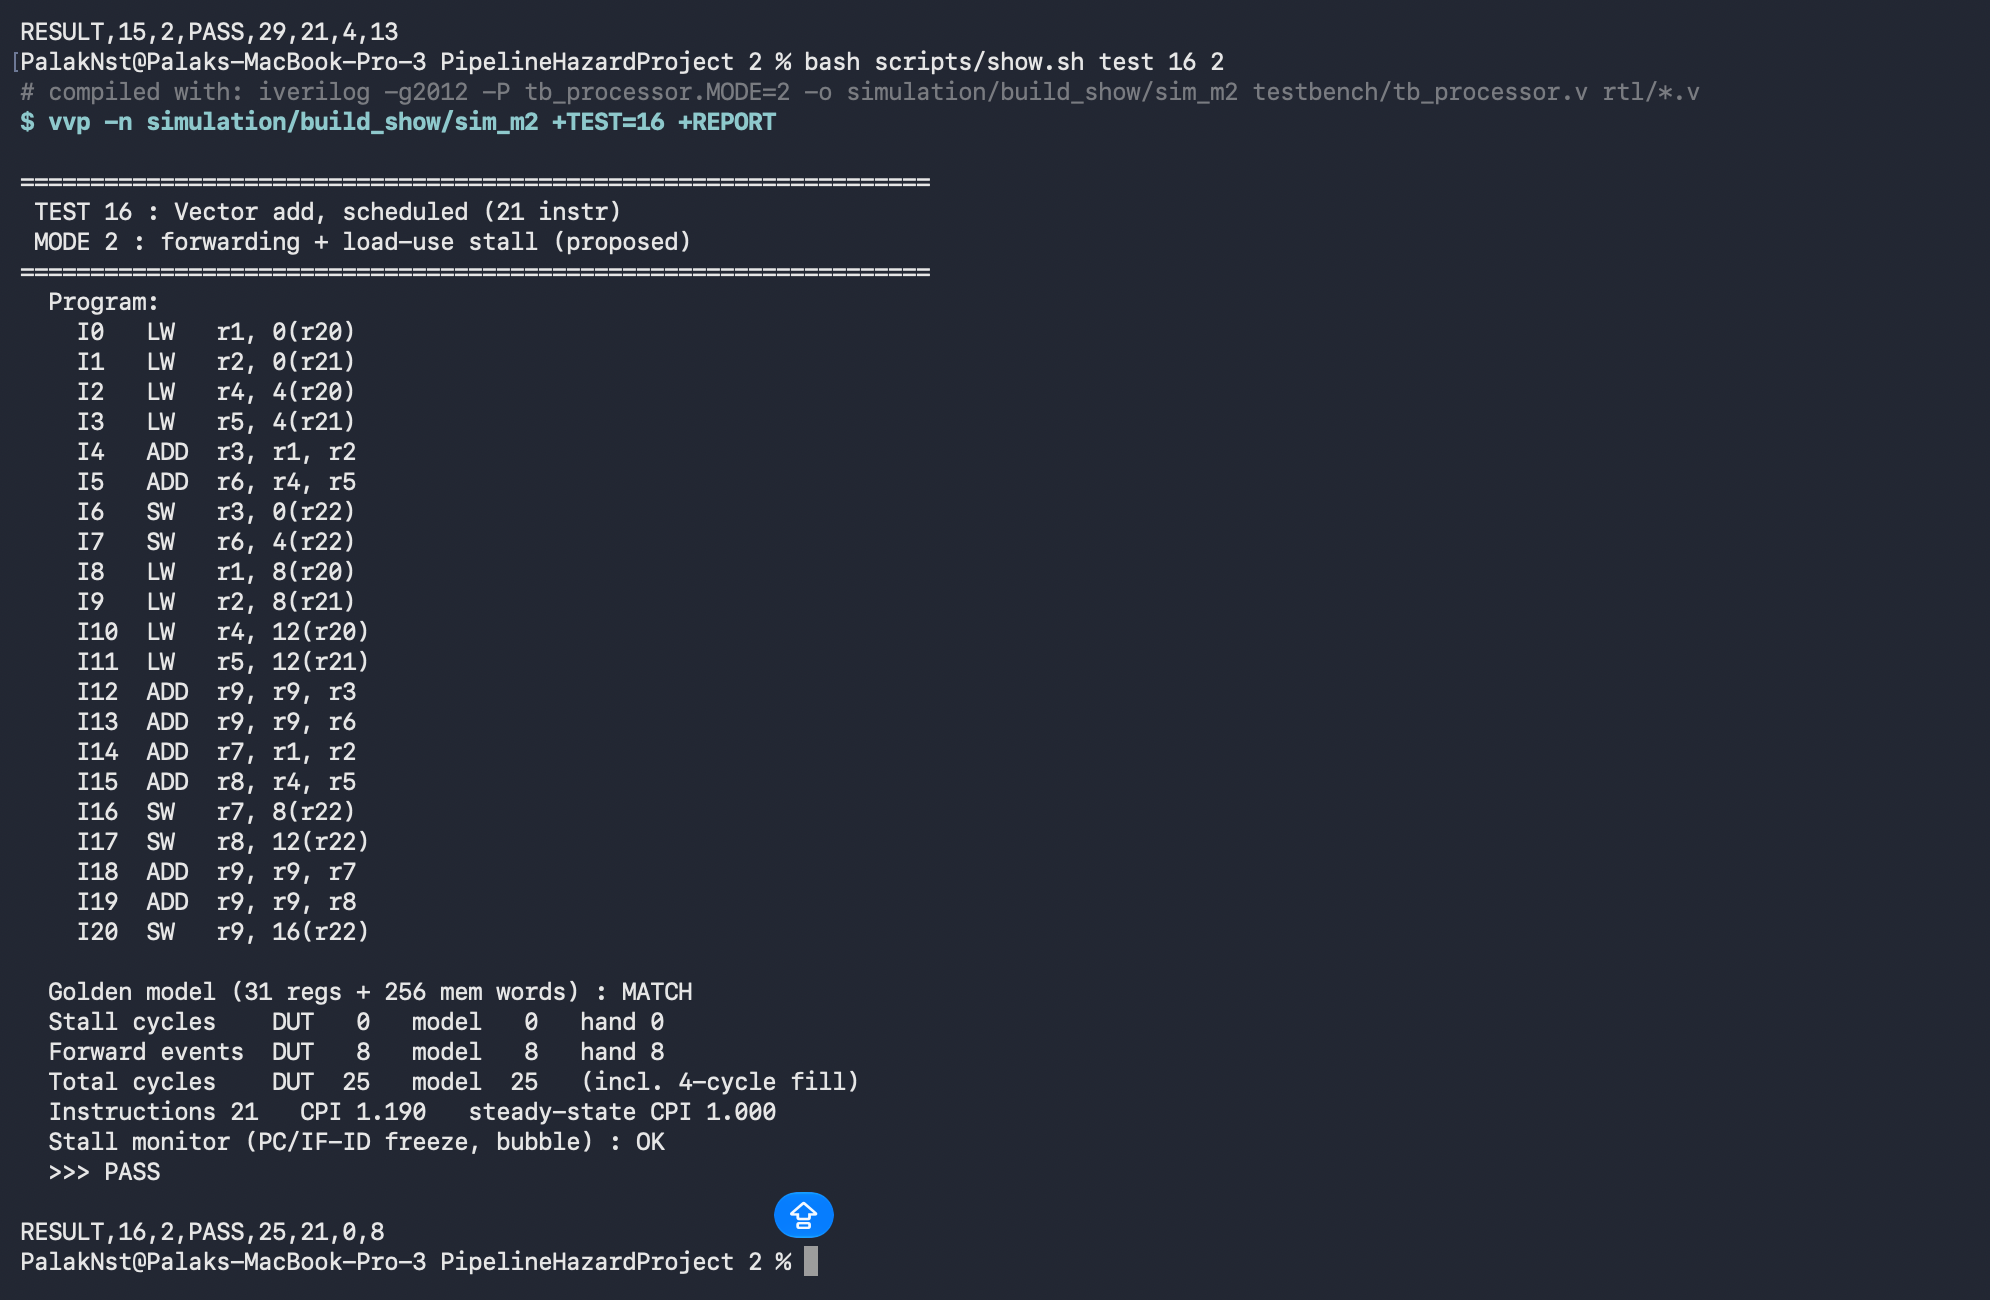 RESULT,15,2,PASS,29,21,4,13
[PalakNst@Palaks-MacBook-Pro-3 PipelineHazardProject 2 % bash scripts/show.sh test 16 2
# compiled with: iverilog -g2012 -P tb_processor.MODE=2 -o simulation/build_show/sim_m2 testbench/tb_processor.v rtl/*.v
$ vvp -n simulation/build_show/sim_m2 +TEST=16 +REPORT
=================================================================
TEST 16 : Vector add, scheduled (21 instr)
MODE 2 : forwarding + load-use stall (proposed)
=================================================================
Program:
I0   LW   r1, 0(r20)
I1   LW   r2, 0(r21)
I2   LW   r4, 4(r20)
I3   LW   r5, 4(r21)
I4   ADD  r3, r1, r2
I5   ADD  r6, r4, r5
I6   SW   r3, 0(r22)
I7   SW   r6, 4(r22)
I8   LW   r1, 8(r20)
I9   LW   r2, 8(r21)
I10  LW   r4, 12(r20)
I11  LW   r5, 12(r21)
I12  ADD  r9, r9, r3
I13  ADD  r9, r9, r6
I14  ADD  r7, r1, r2
I15  ADD  r8, r4, r5
I16  SW   r7, 8(r22)
I17  SW   r8, 12(r22)
I18  ADD  r9, r9, r7
I19  ADD  r9, r9, r8
I20  SW   r9, 16(r22)
Golden model (31 regs + 256 mem words) : MATCH
Stall cycles    DUT   0   model   0   hand 0
Forward events  DUT   8   model   8   hand 8
Total cycles    DUT  25   model  25   (incl. 4-cycle fill)
Instructions 21   CPI 1.190   steady-state CPI 1.000
Stall monitor (PC/IF-ID freeze, bubble) : OK
>>> PASS
RESULT,16,2,PASS,25,21,0,8
PalakNst@Palaks-MacBook-Pro-3 PipelineHazardProject 2 %